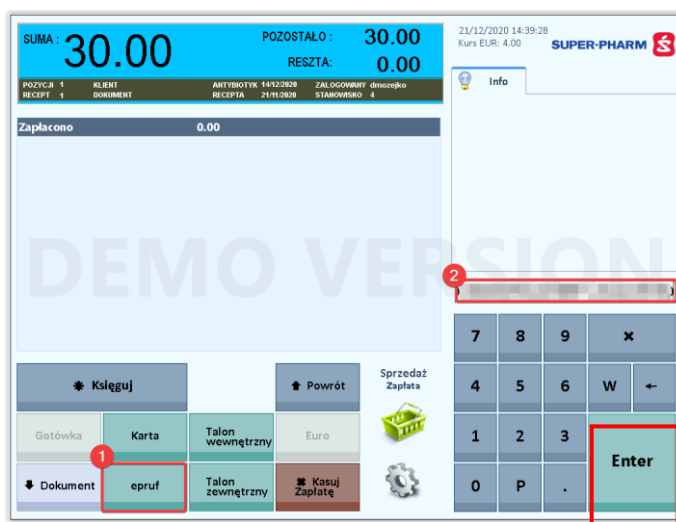 SUMA : 30.00
POZOSTAŁO : 30.00
RESZTA: 0.00
POZYCJI 1 KLIENT ANTYBIOTYK 14/12/2020 ZALOGOWANY dmozejko
RECEPT 1 DOKUMENT RECEPTA 21/11/2020 STANOWISKO 4
21/12/2020 14:39:28
Kurs EUR: 4.00
SUPER-PHARM
Info
Zapłacono 0.00
DEMO VERSION
2
7 8 9 ×
4 5 6 W ←
1 2 3 Enter
0 P .
Księguj
Powrót
Sprzedaż
Zapłata
Gotówka
Karta
Talon
wewnętrzny
Euro
1
Dokument
epruf
Talon
zewnętrzny
Kasuj
Zapłatę